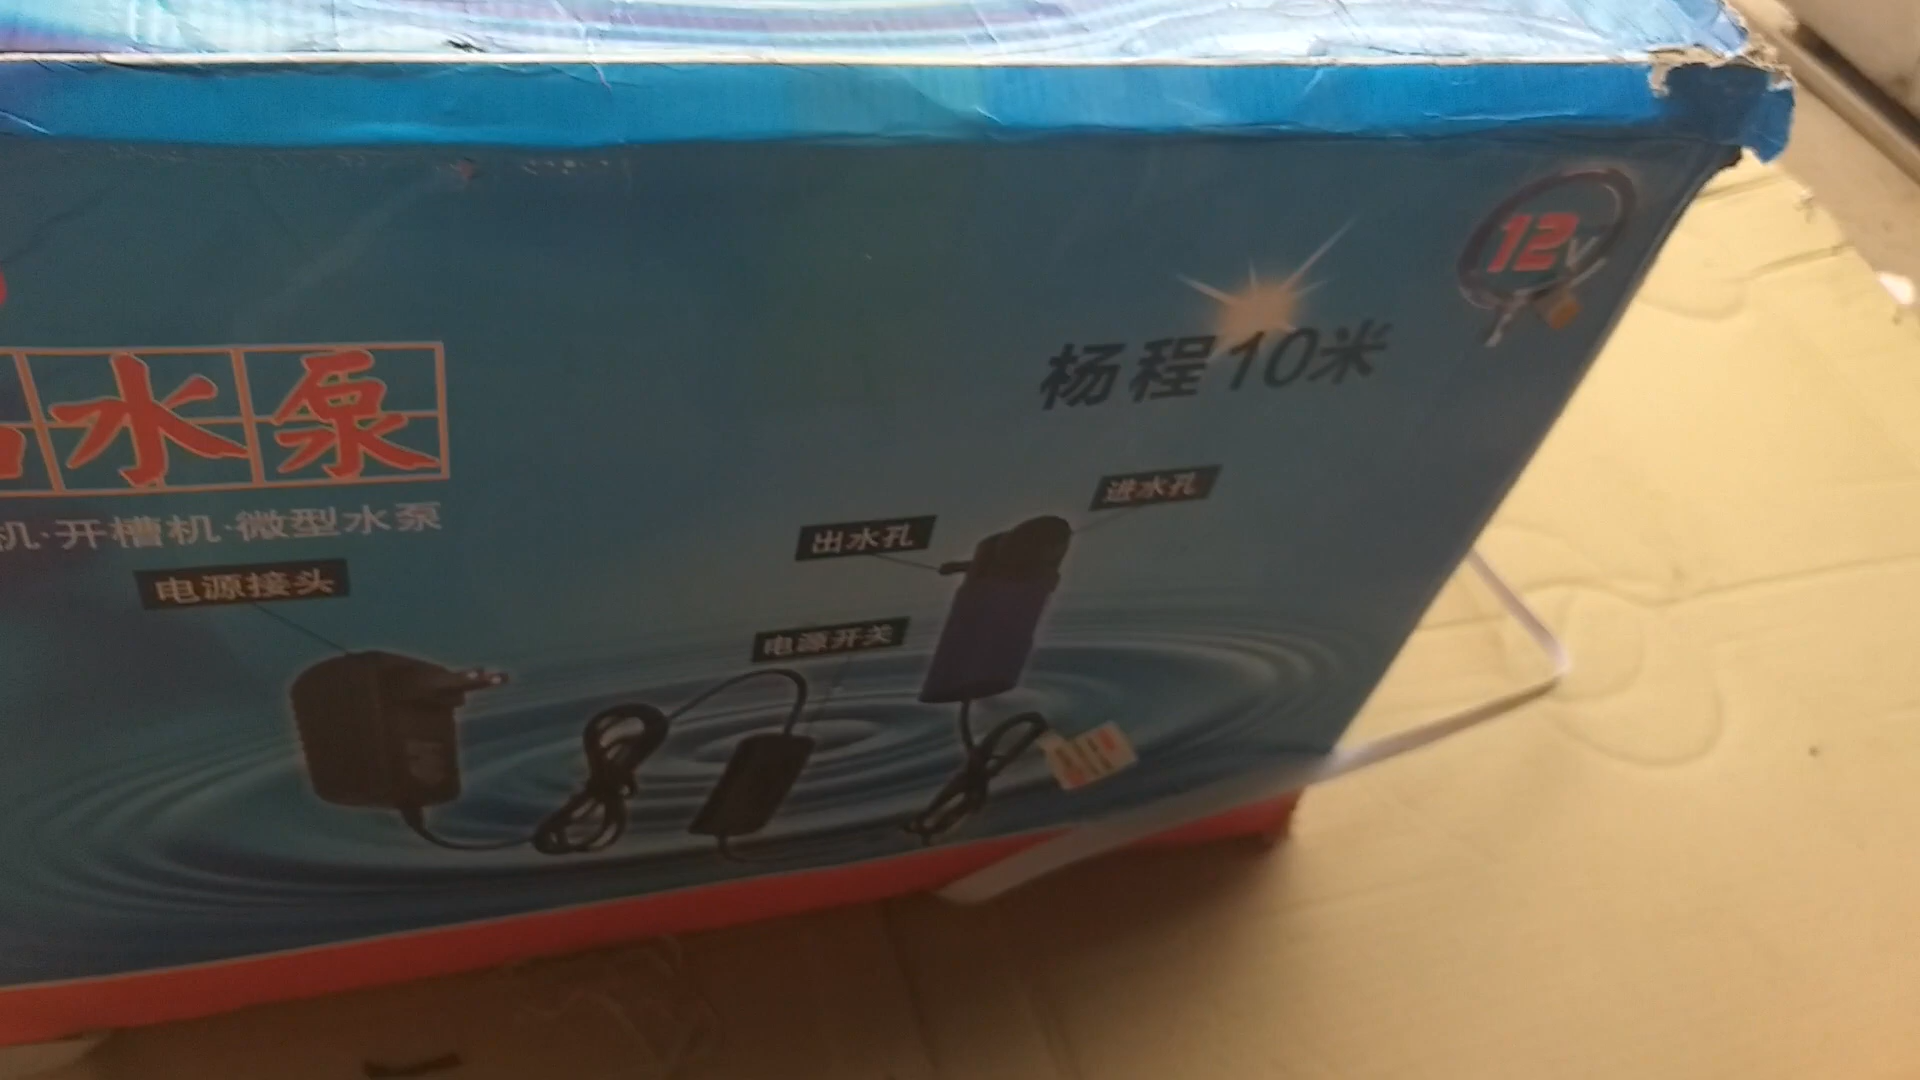 12V
杨程10米
水泵
机·开槽机·微型水泵
进水孔
出水孔
电源接头
电源开关